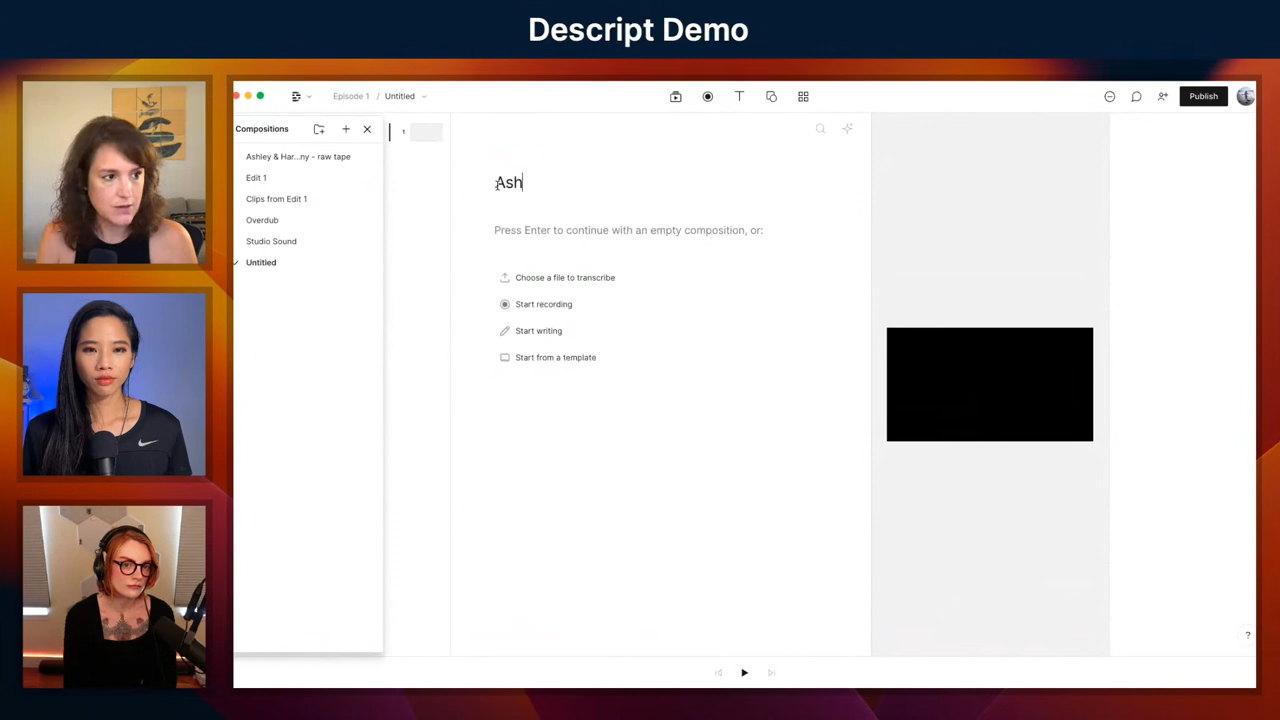 Descript Demo
Episode 1 / Untitled
Publish
Compositions
1
Ashley & Har...ny - raw tape
Edit 1
Clips from Edit 1
Overdub
Studio Sound
Untitled
Ash
Press Enter to continue with an empty composition, or:
Choose a file to transcribe
Start recording
Start writing
Start from a template
?